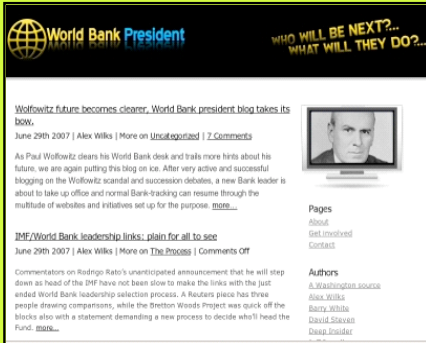 World Bank President
WHO WILL BE NEXT?...
WHAT WILL THEY DO?...
Wolfowitz future becomes clearer, World Bank president blog takes its
bow.
June 29th 2007 | Alex Wilks | More on Uncategorized | 7 Comments
As Paul Wolfowitz clears his World Bank desk and trails more hints about his
future, we are again putting this blog on ice. After very active and successful
blogging on the Wolfowitz scandal and succession debates, a new Bank leader is
about to take up office and normal Bank-tracking can resume through the
multitude of websites and initiatives set up for the purpose. more...
IMF/World Bank leadership links: plain for all to see
June 29th 2007 | Alex Wilks | More on The Process | Comments Off
Commentators on Rodrigo Rato's unanticipated announcement that he will step
down as head of the IMF have not been slow to make the links with the just
ended World Bank leadership selection process. A Reuters piece has three
people drawing comparisons, while the Bretton Woods Project was quick off the
blocks also with a statement demanding a new process to decide who'll head the
Fund. more...
Pages
About
Get Involved
Contact
Authors
A Washington source
Alex Wilks
Barry White
David Steven
Deep Insider